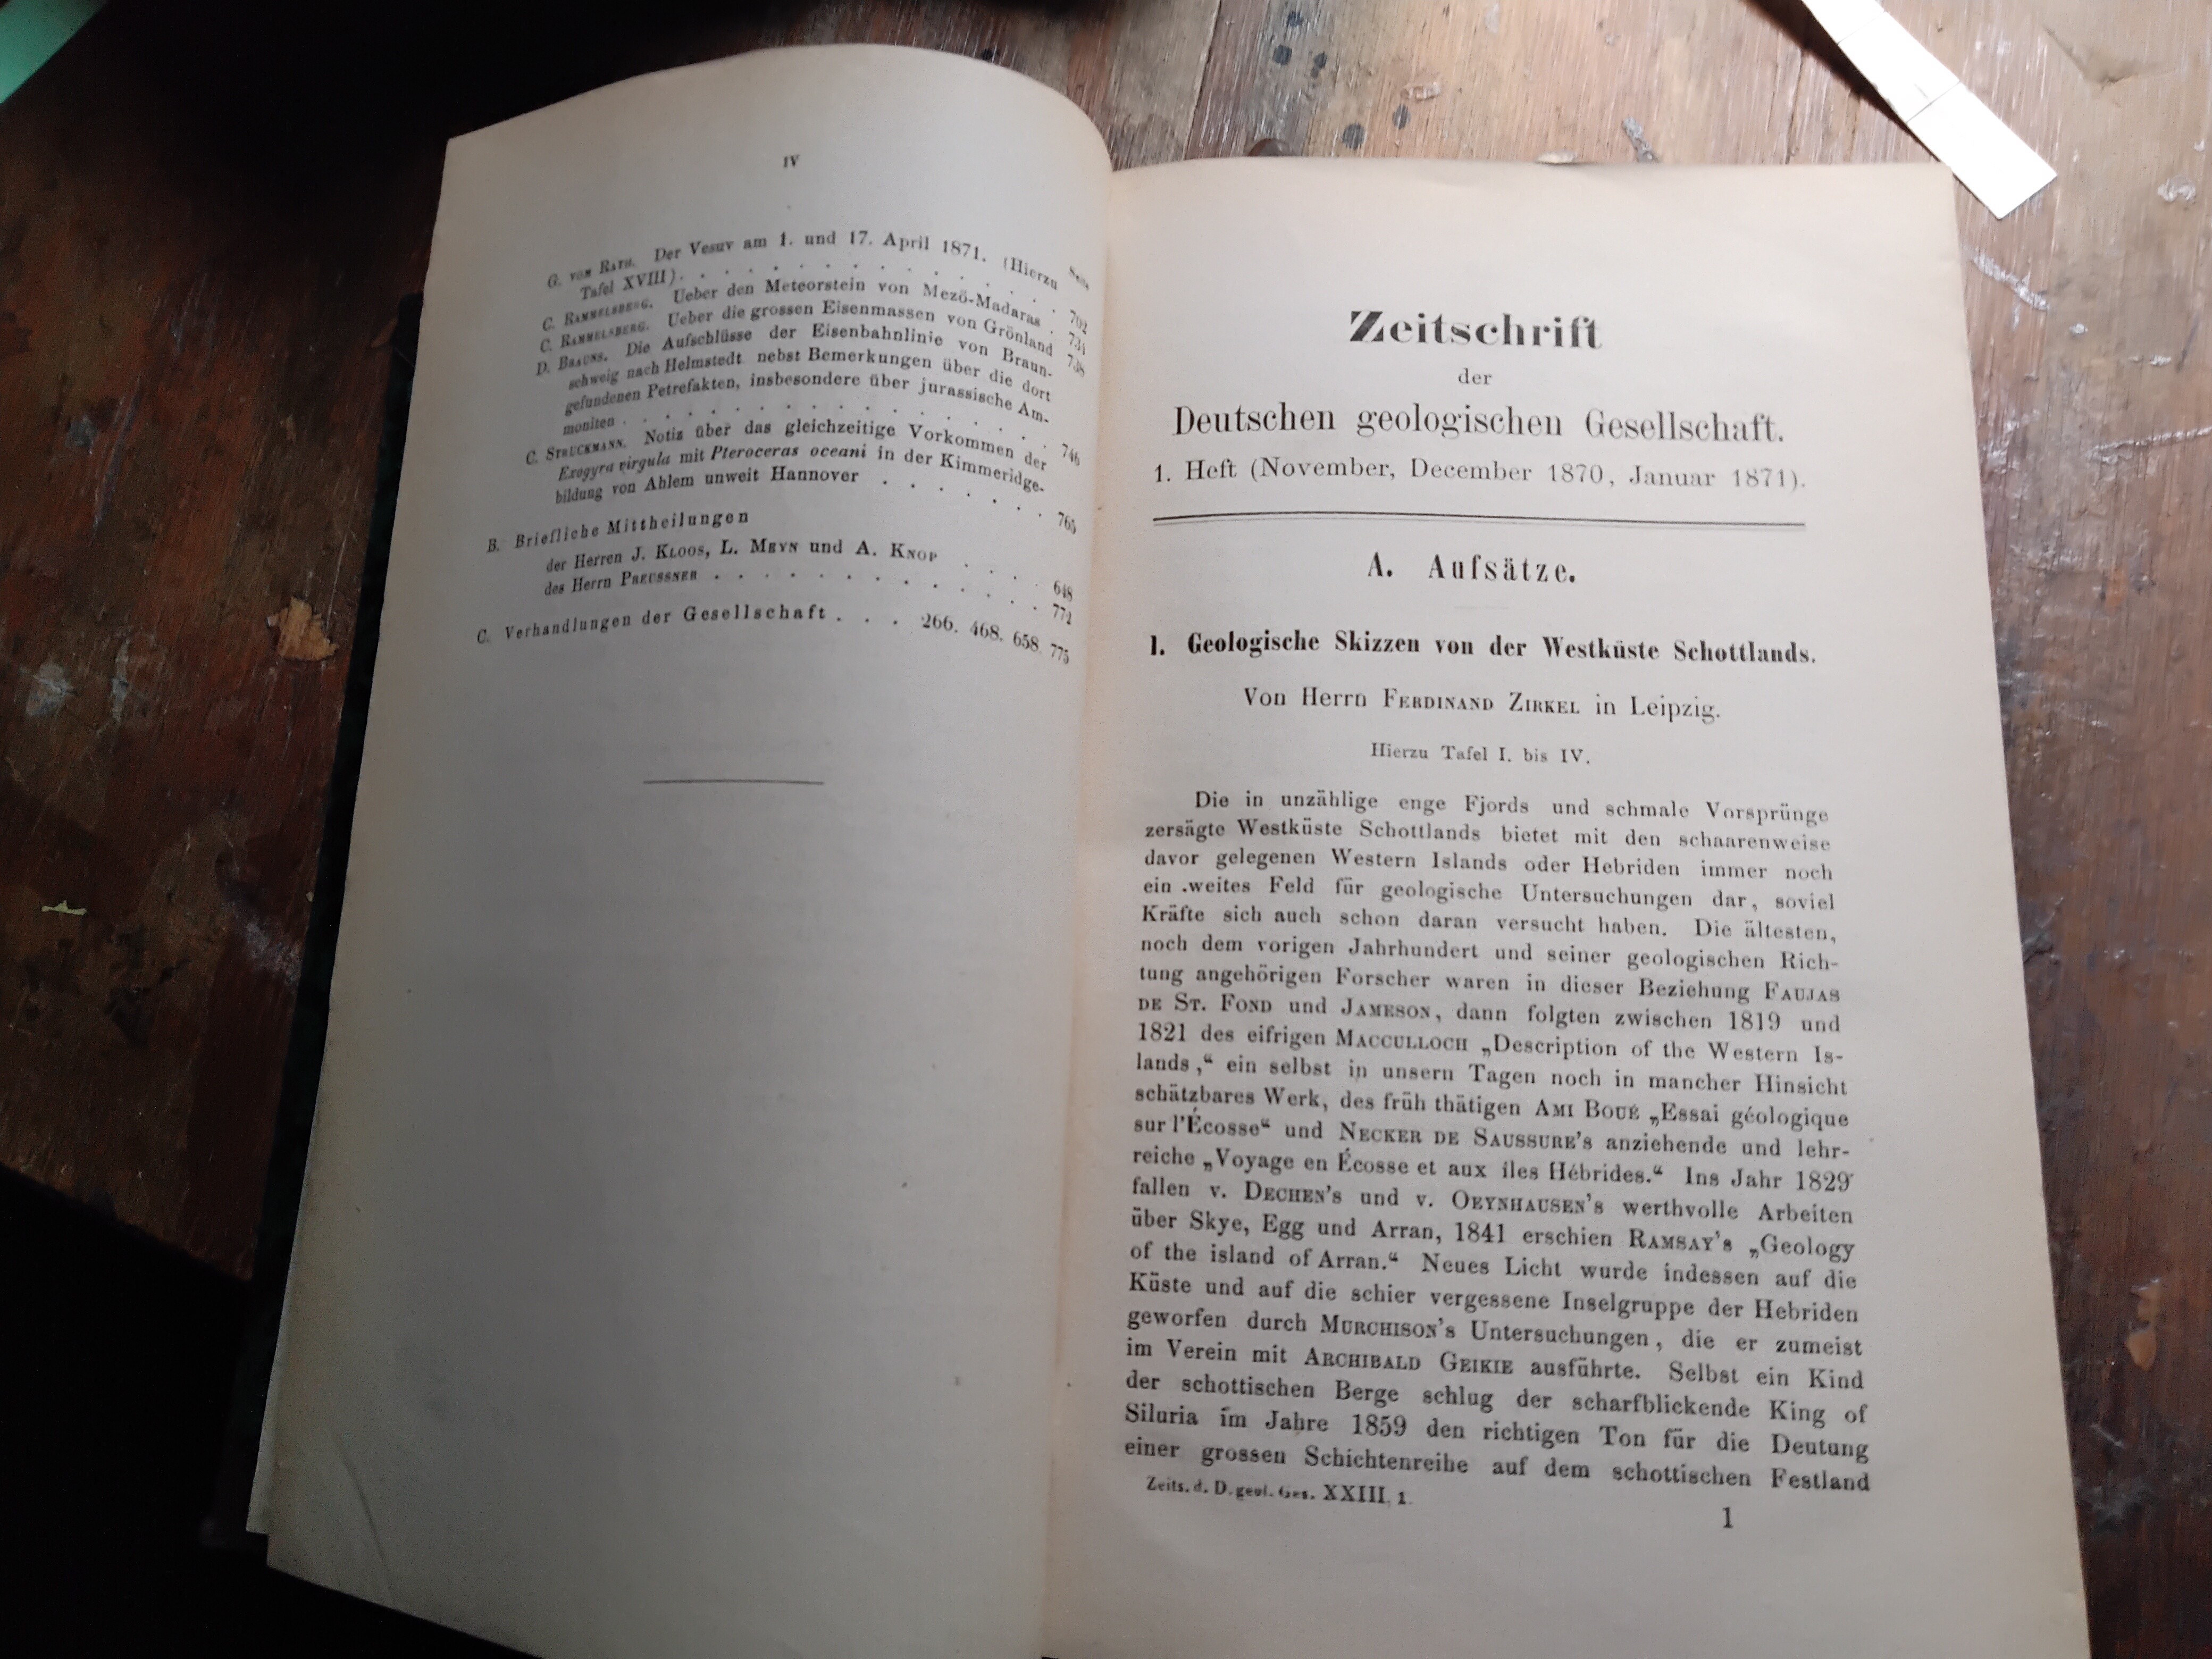 IV
Seite
G. VOM RATH. Der Vesuv am 1. und 17. April 1871. (Hierzu
Tafel XVIII) . . . . . . . . . . . . . . 702
C. RAMMELSBERG. Ueber den Meteorstein von Mezö-Madaras . 734
C. RAMMELSBERG. Ueber die grossen Eisenmassen von Grönland 738
D. BRAUNS. Die Aufschlüsse der Eisenbahnlinie von Braun-
schweig nach Helmstedt nebst Bemerkungen über die dort
gefundenen Petrefakten, insbesondere über jurassische Am-
moniten . . . . . . . . . . . . . . . . 746
C. STRUCKMANN. Notiz über das gleichzeitige Vorkommen der
Exogyra virgula mit Pteroceras oceani in der Kimmeridge-
bildung von Ahlem unweit Hannover . . . . . . 765
B. Briefliche Mittheilungen
der Herren J. KLOOS, L. MEYN und A. KNOP . . . . 648
des Herrn PREUSSNER . . . . . . . . . . . . 772
C. Verhandlungen der Gesellschaft . . . 266. 468. 658. 775
Zeitschrift
der
Deutschen geologischen Gesellschaft.
1. Heft (November, December 1870, Januar 1871).
A. Aufsätze.
1. Geologische Skizzen von der Westküste Schottlands.
Von Herrn FERDINAND ZIRKEL in Leipzig.
Hierzu Tafel I. bis IV.
Die in unzählige enge Fjords und schmale Vorsprünge
zersägte Westküste Schottlands bietet mit den schaarenweise
davor gelegenen Western Islands oder Hebriden immer noch
ein weites Feld für geologische Untersuchungen dar, soviel
Kräfte sich auch schon daran versucht haben. Die ältesten,
noch dem vorigen Jahrhundert und seiner geologischen Rich-
tung angehörigen Forscher waren in dieser Beziehung FAUJAS
DE ST. FOND und JAMESON, dann folgten zwischen 1819 und
1821 des eifrigen MACCULLOCH „Description of the Western Is-
lands,“ ein selbst in unsern Tagen noch in mancher Hinsicht
schätzbares Werk, des früh thätigen AMI BOUÉ „Essai géologique
sur l'Écosse“ und NECKER DE SAUSSURE's anziehende und lehr-
reiche „Voyage en Écosse et aux îles Hébrides.“ Ins Jahr 1829
fallen v. DECHEN's und v. OEYNHAUSEN's werthvolle Arbeiten
über Skye, Egg und Arran, 1841 erschien RAMSAY's „Geology
of the island of Arran.“ Neues Licht wurde indessen auf die
Küste und auf die schier vergessene Inselgruppe der Hebriden
geworfen durch MURCHISON's Untersuchungen, die er zumeist
im Verein mit ARCHIBALD GEIKIE ausführte. Selbst ein Kind
der schottischen Berge schlug der scharfblickende King of
Siluria im Jahre 1859 den richtigen Ton für die Deutung
einer grossen Schichtenreihe auf dem schottischen Festland
Zeits. d. D. geol. Ges. XXIII, 1.
1